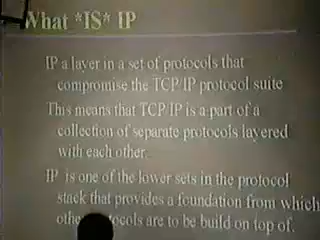 What *IS* IP
IP a layer in a set of protocols that
compromise the TCP/IP protocol suite
This means that TCP/IP is a part of a
collection of separate protocols layered
with each other.
IP is one of the lower sets in the protocol
stack that provides a foundation from which
are to be build on top of.